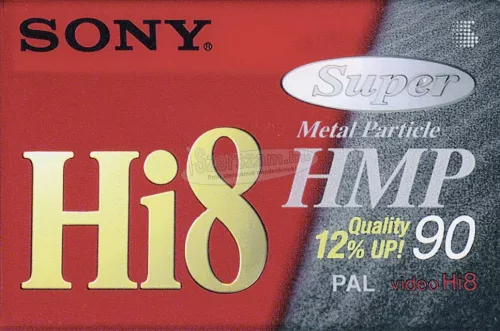 SONY®
Super
Metal Particle
Hi8
HMP
Quality
12% UP!
90
PAL
video Hi8